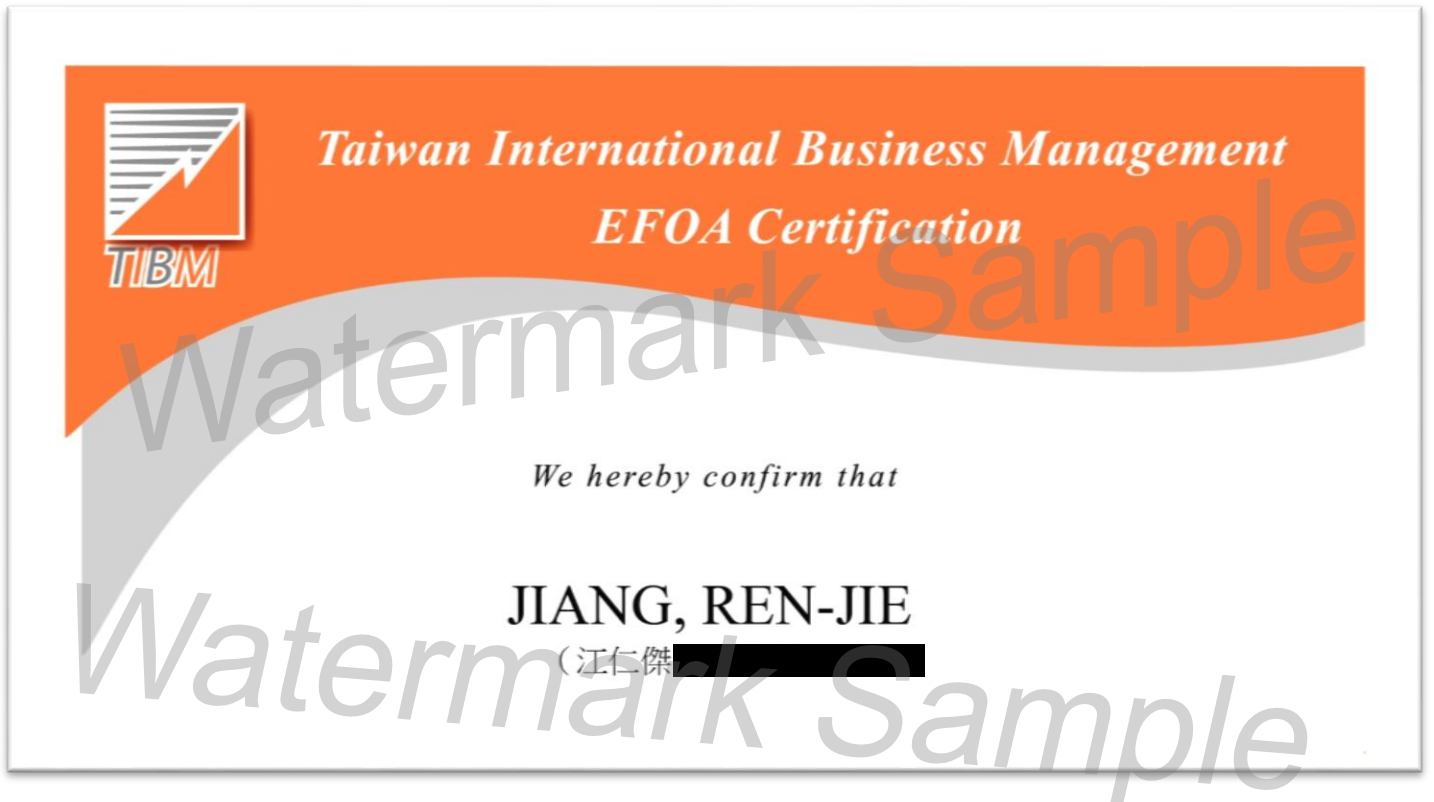 TIBM
Taiwan International Business Management
EFOA Certification
Watermark Sample
We hereby confirm that
JIANG, REN-JIE
（江仁傑
Watermark Sample